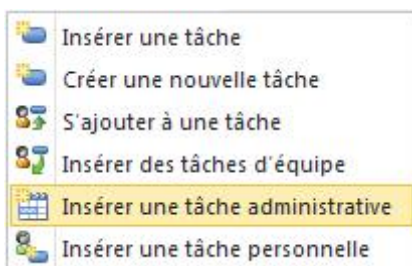 Insérer une tâche
Créer une nouvelle tâche
S'ajouter à une tâche
Insérer des tâches d'équipe
Insérer une tâche administrative
Insérer une tâche personnelle